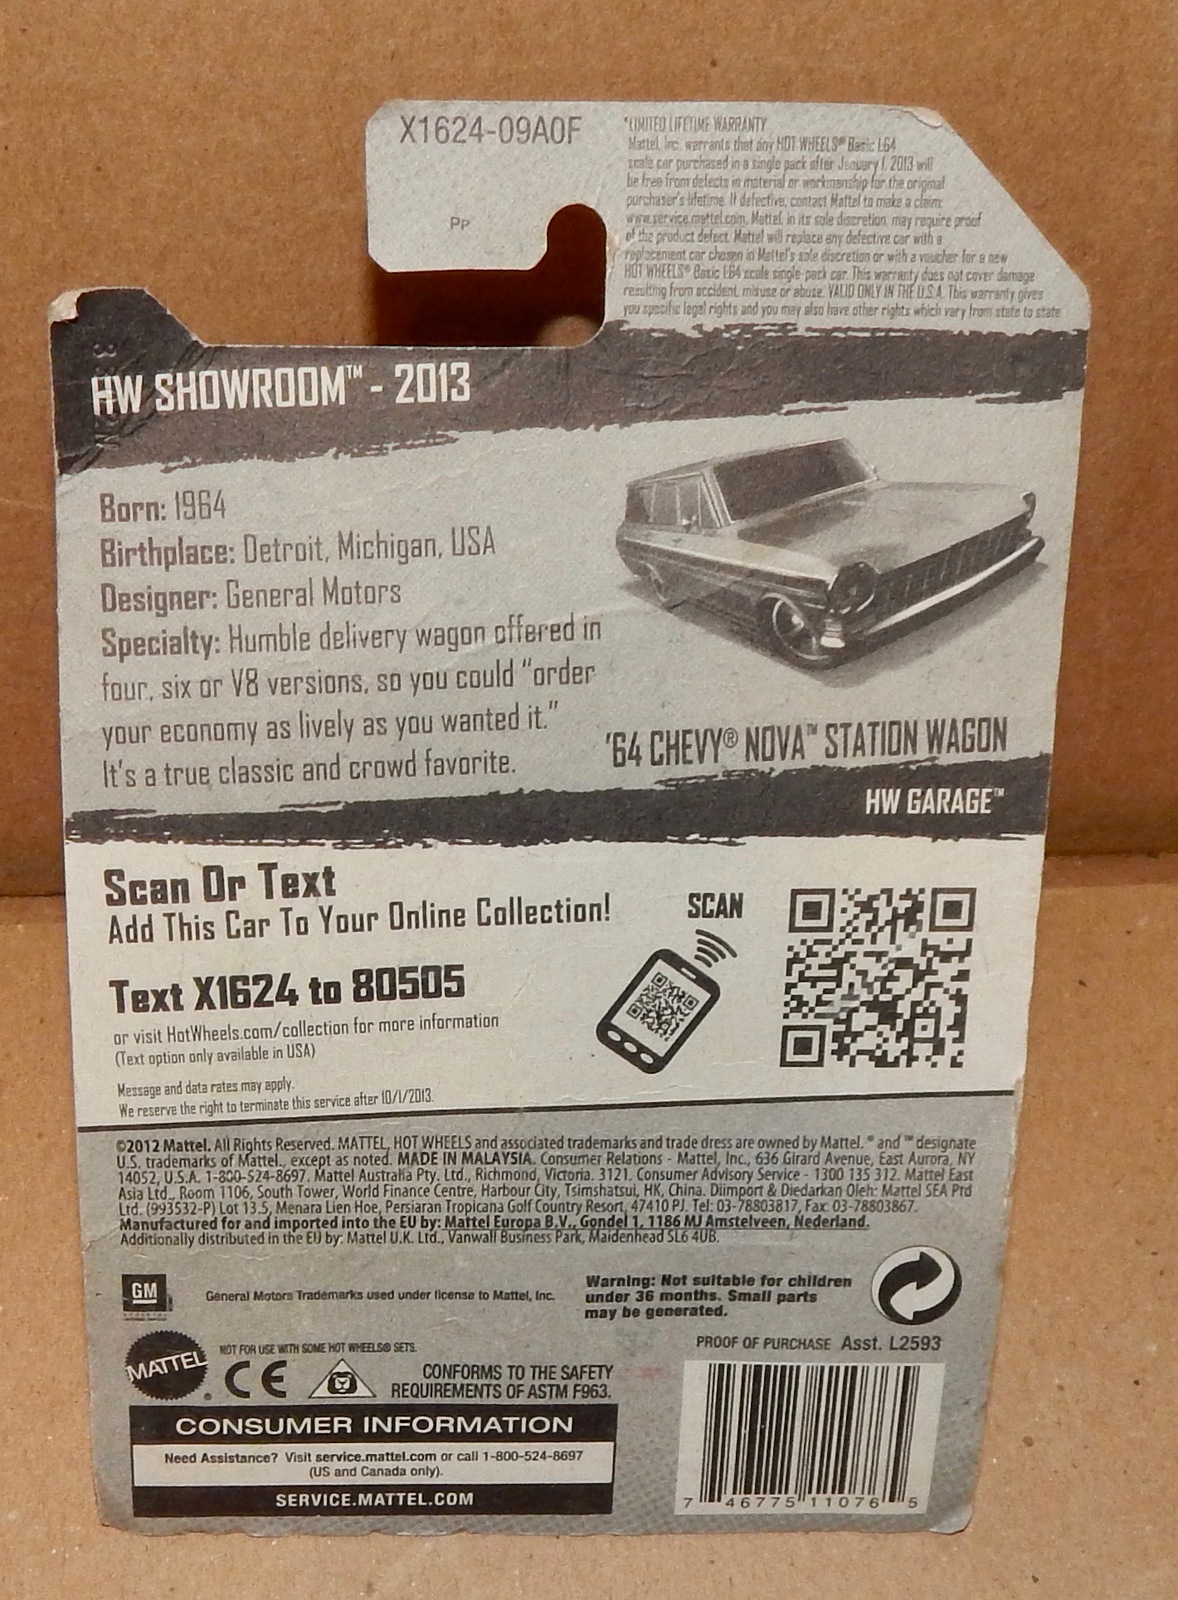 X1624-09A0F
Pp
*LIMITED LIFETIME WARRANTY
Mattel, Inc. warrants that any HOT WHEELS® Basic 1:64
scale car purchased in a single pack after January 1, 2013 will
be free from defects in material or workmanship for the original
purchaser's lifetime. If defective, contact Mattel to make a claim:
www.service.mattel.com. Mattel, in its sole discretion, may require proof
of the product defect. Mattel will replace any defective car with a
replacement car chosen in Mattel's sole discretion or with a voucher for a new
HOT WHEELS® Basic 1:64 scale single-pack car. This warranty does not cover damage
resulting from accident, misuse or abuse. VALID ONLY IN THE U.S.A. This warranty gives
you specific legal rights and you may also have other rights which vary from state to state.
HW SHOWROOM™ - 2013
Born: 1964
Birthplace: Detroit, Michigan, USA
Designer: General Motors
Specialty: Humble delivery wagon offered in
four, six or V8 versions, so you could "order
your economy as lively as you wanted it."
It's a true classic and crowd favorite.
'64 CHEVY® NOVA™ STATION WAGON
HW GARAGE™
Scan Or Text
Add This Car To Your Online Collection!
SCAN
Text X1624 to 80505
or visit HotWheels.com/collection for more information
(Text option only available in USA)
Message and data rates may apply.
We reserve the right to terminate this service after 10/1/2013.
©2012 Mattel. All Rights Reserved. MATTEL, HOT WHEELS and associated trademarks and trade dress are owned by Mattel. ® and ™ designate
U.S. trademarks of Mattel., except as noted. MADE IN MALAYSIA. Consumer Relations - Mattel, Inc., 636 Girard Avenue, East Aurora, NY
14052, U.S.A. 1-800-524-8697. Mattel Australia Pty. Ltd., Richmond, Victoria. 3121. Consumer Advisory Service - 1300 135 312. Mattel East
Asia Ltd., Room 1106, South Tower, World Finance Centre, Harbour City, Tsimshatsui, HK, China. Diimport & Diedarkan Oleh: Mattel SEA Ptd
Ltd. (993532-P) Lot 13.5, Menara Lien Hoe, Persiaran Tropicana Golf Country Resort, 47410 PJ. Tel: 03-78803817, Fax: 03-78803867.
Manufactured for and imported into the EU by: Mattel Europa B.V., Gondel 1, 1186 MJ Amstelveen, Nederland.
Additionally distributed in the EU by: Mattel U.K. Ltd., Vanwall Business Park, Maidenhead SL6 4UB.
GM
General Motors Trademarks used under license to Mattel, Inc.
Warning: Not suitable for children
under 36 months. Small parts
may be generated.
PROOF OF PURCHASE Asst. L2593
NOT FOR USE WITH SOME HOT WHEELS® SETS.
MATTEL
®
CE
CONFORMS TO THE SAFETY
REQUIREMENTS OF ASTM F963.
CONSUMER INFORMATION
Need Assistance? Visit service.mattel.com or call 1-800-524-8697
(US and Canada only).
SERVICE.MATTEL.COM
7 46775 11076 5